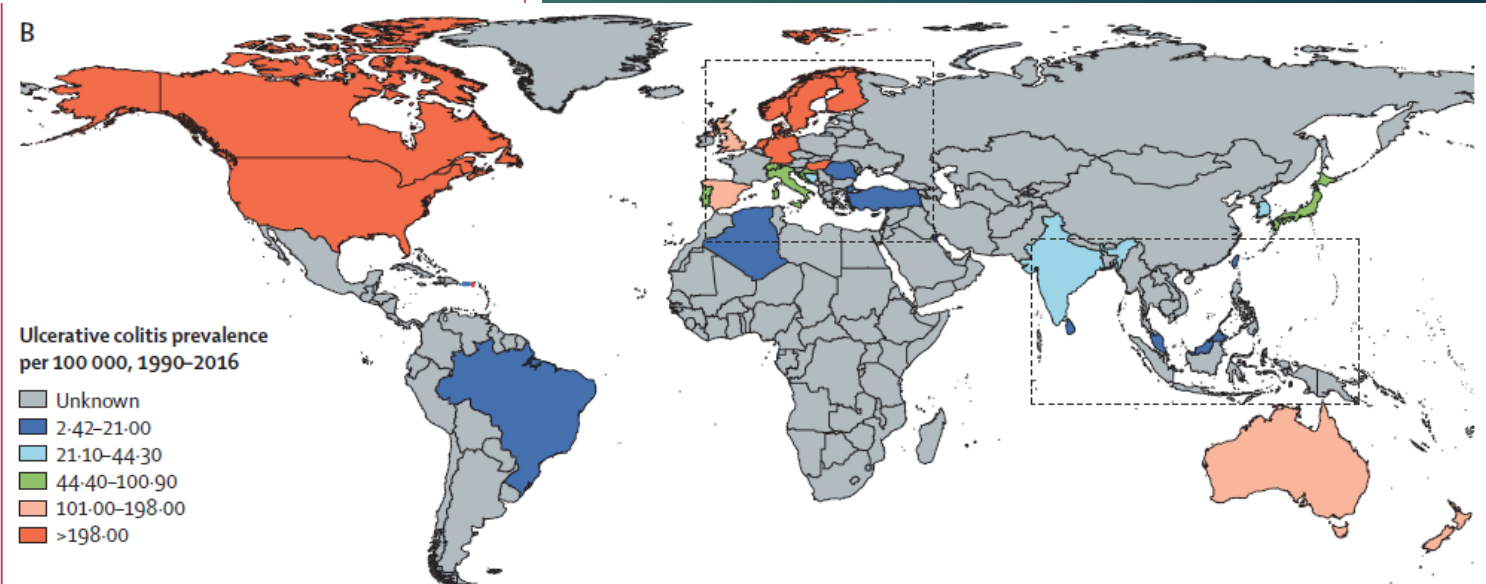 B
Ulcerative colitis prevalence
per 100 000, 1990–2016
Unknown
2·42–21·00
21·10–44·30
44·40–100·90
101·00–198·00
>198·00